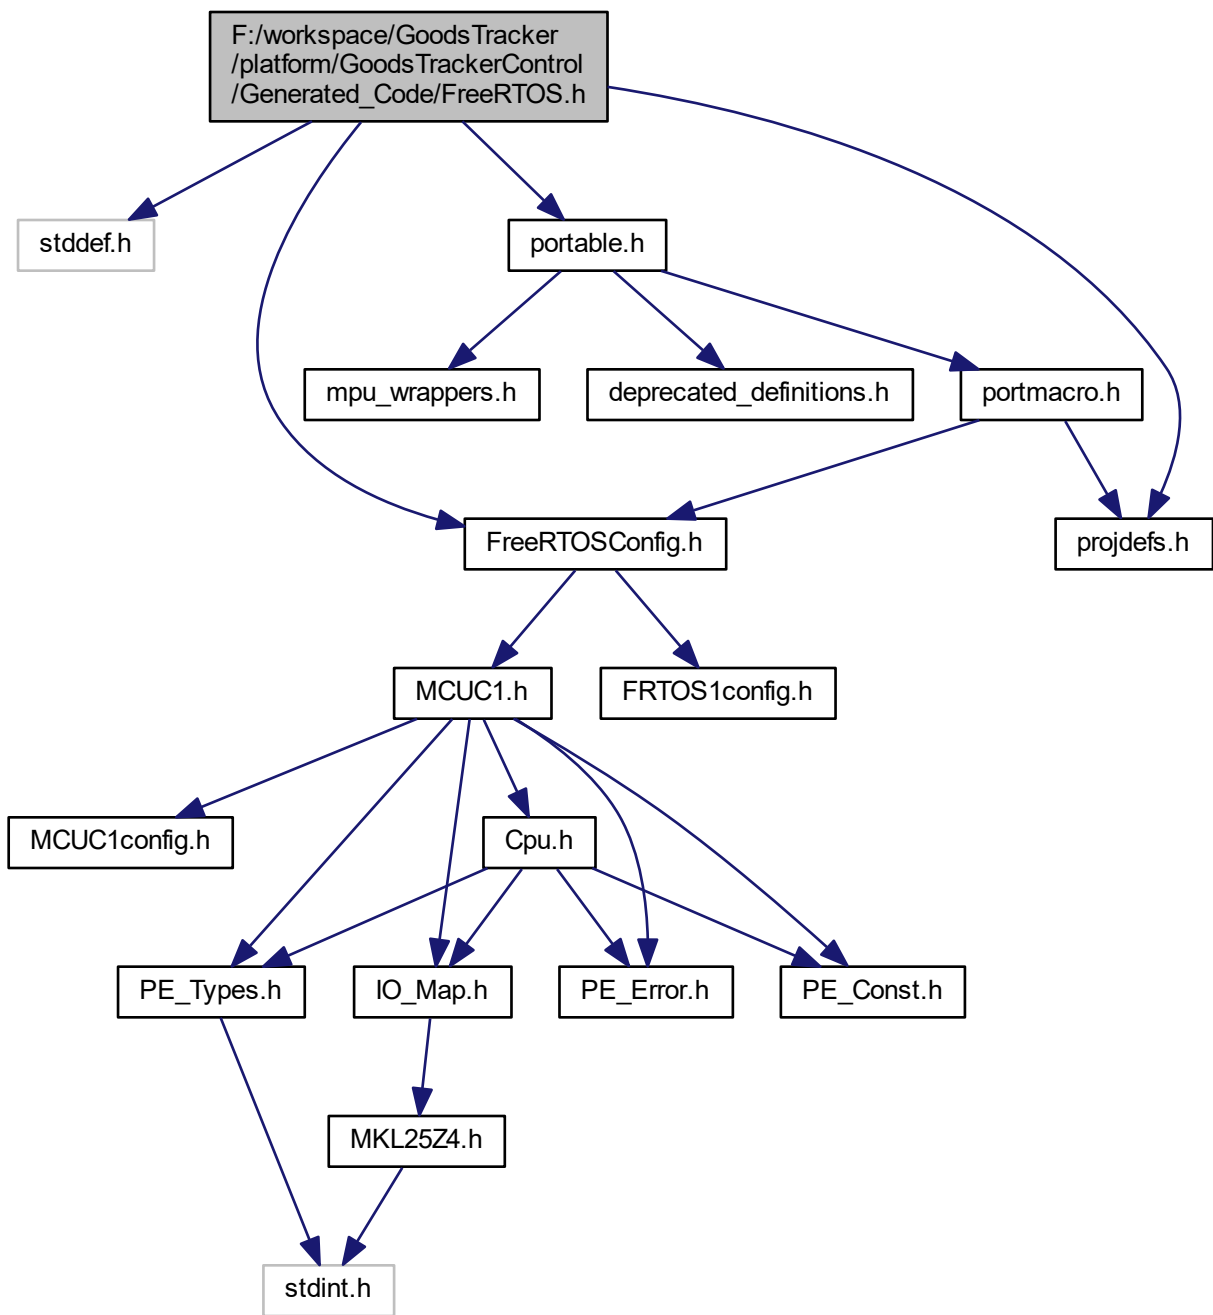 F:/workspace/GoodsTracker
/platform/GoodsTrackerControl
/Generated_Code/FreeRTOS.h
stddef.h
portable.h
mpu_wrappers.h
deprecated_definitions.h
portmacro.h
FreeRTOSConfig.h
projdefs.h
MCUC1.h
FRTOS1config.h
MCUC1config.h
Cpu.h
PE_Types.h
IO_Map.h
PE_Error.h
PE_Const.h
MKL25Z4.h
stdint.h